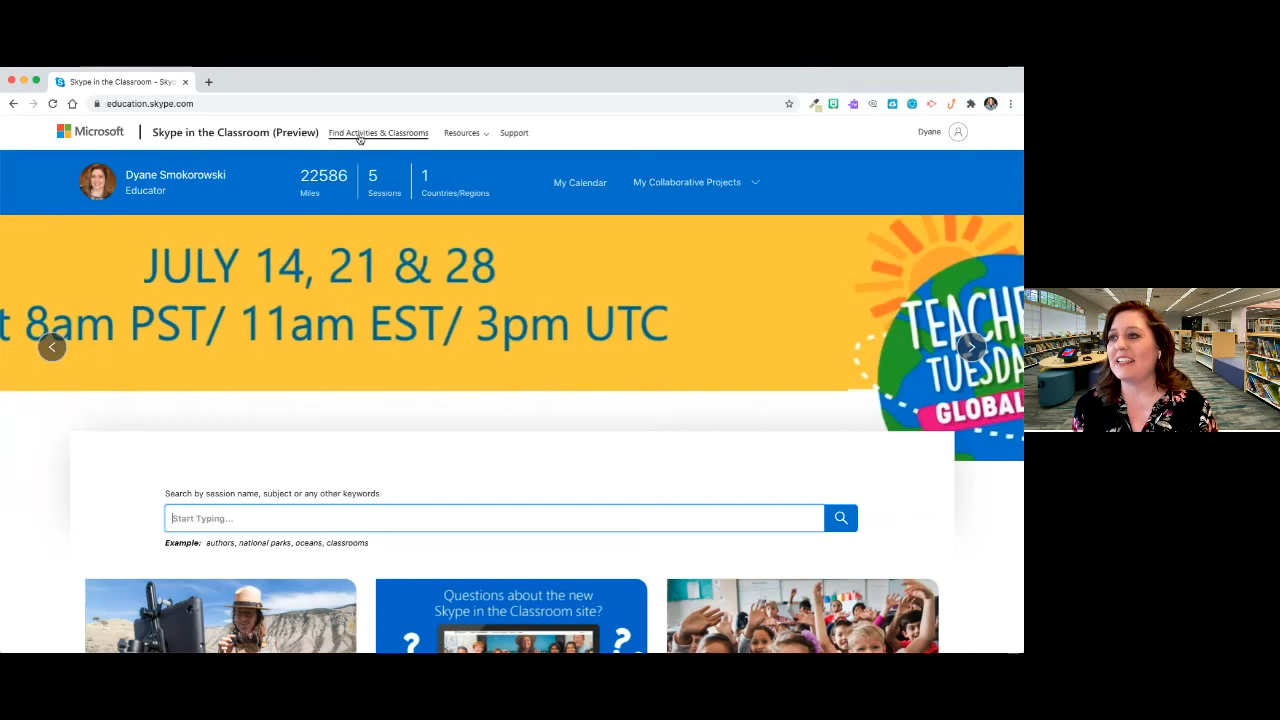 Skype in the Classroom - Sky
education.skype.com
Microsoft
Skype in the Classroom (Preview)
Find Activities & Classrooms
Resources
Support
Dyane
Dyane Smokorowski
Educator
22586
Miles
5
Sessions
1
Countries/Regions
My Calendar
My Collaborative Projects
JULY 14, 21 & 28
t 8am PST/ 11am EST/ 3pm UTC
TEACHE
TUESDA
GLOBAL
Search by session name, subject or any other keywords
Start Typing...
Example: authors, national parks, oceans, classrooms
Questions about the new
Skype in the Classroom site?
? ?